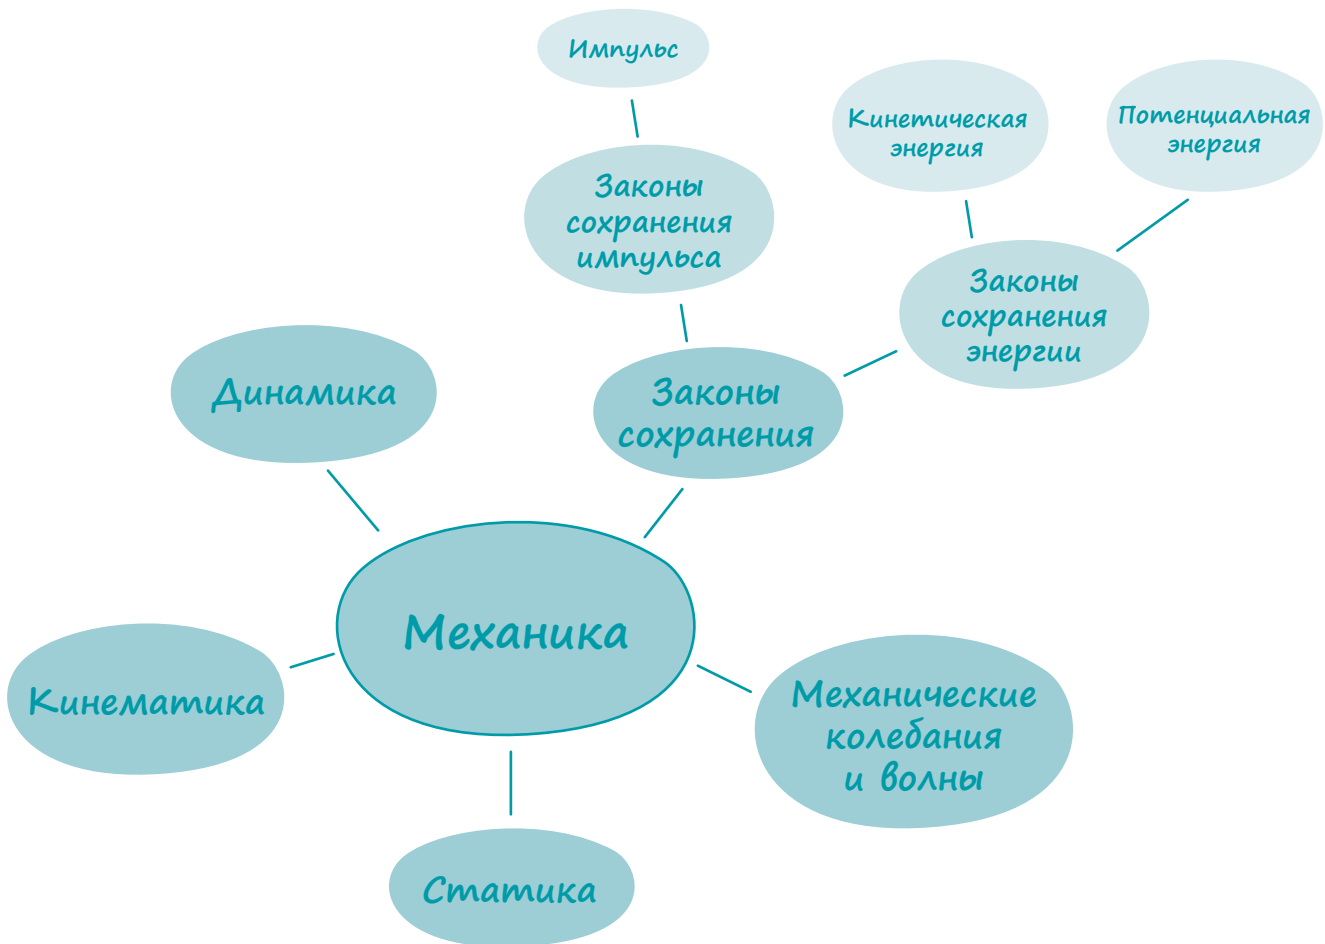 Импульс
Кинетическая
энергия
Потенциальная
энергия
Законы
сохранения
импульса
Законы
сохранения
энергии
Динамика
Законы
сохранения
Механика
Кинематика
Механические
колебания
и волны
Статика